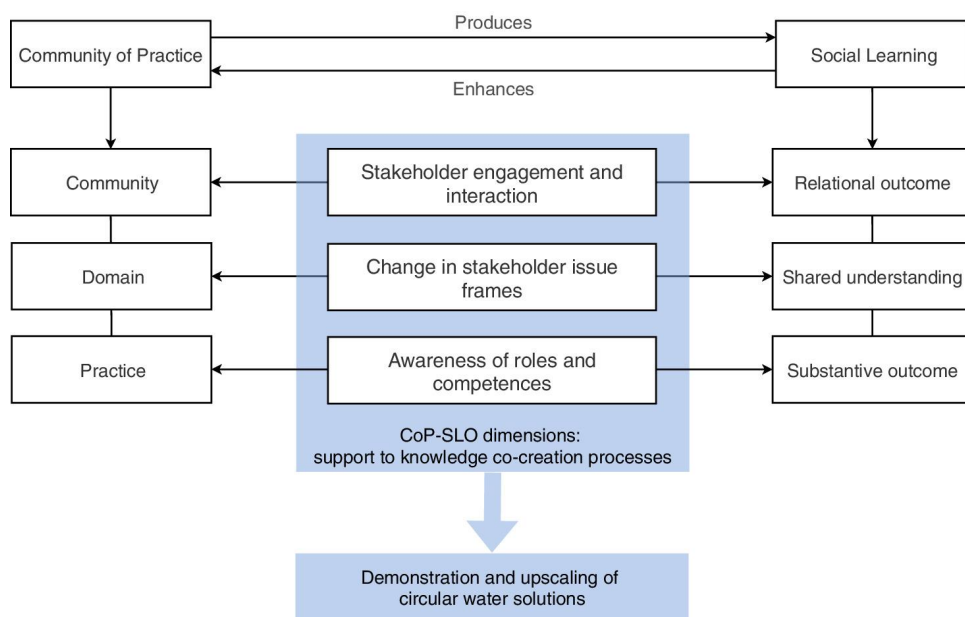 Produces
Community of Practice
Social Learning
Enhances
Community
Stakeholder engagement and
interaction
Relational outcome
Domain
Change in stakeholder issue
frames
Shared understanding
Practice
Awareness of roles and
competences
Substantive outcome
CoP-SLO dimensions:
support to knowledge co-creation processes
Demonstration and upscaling of
circular water solutions